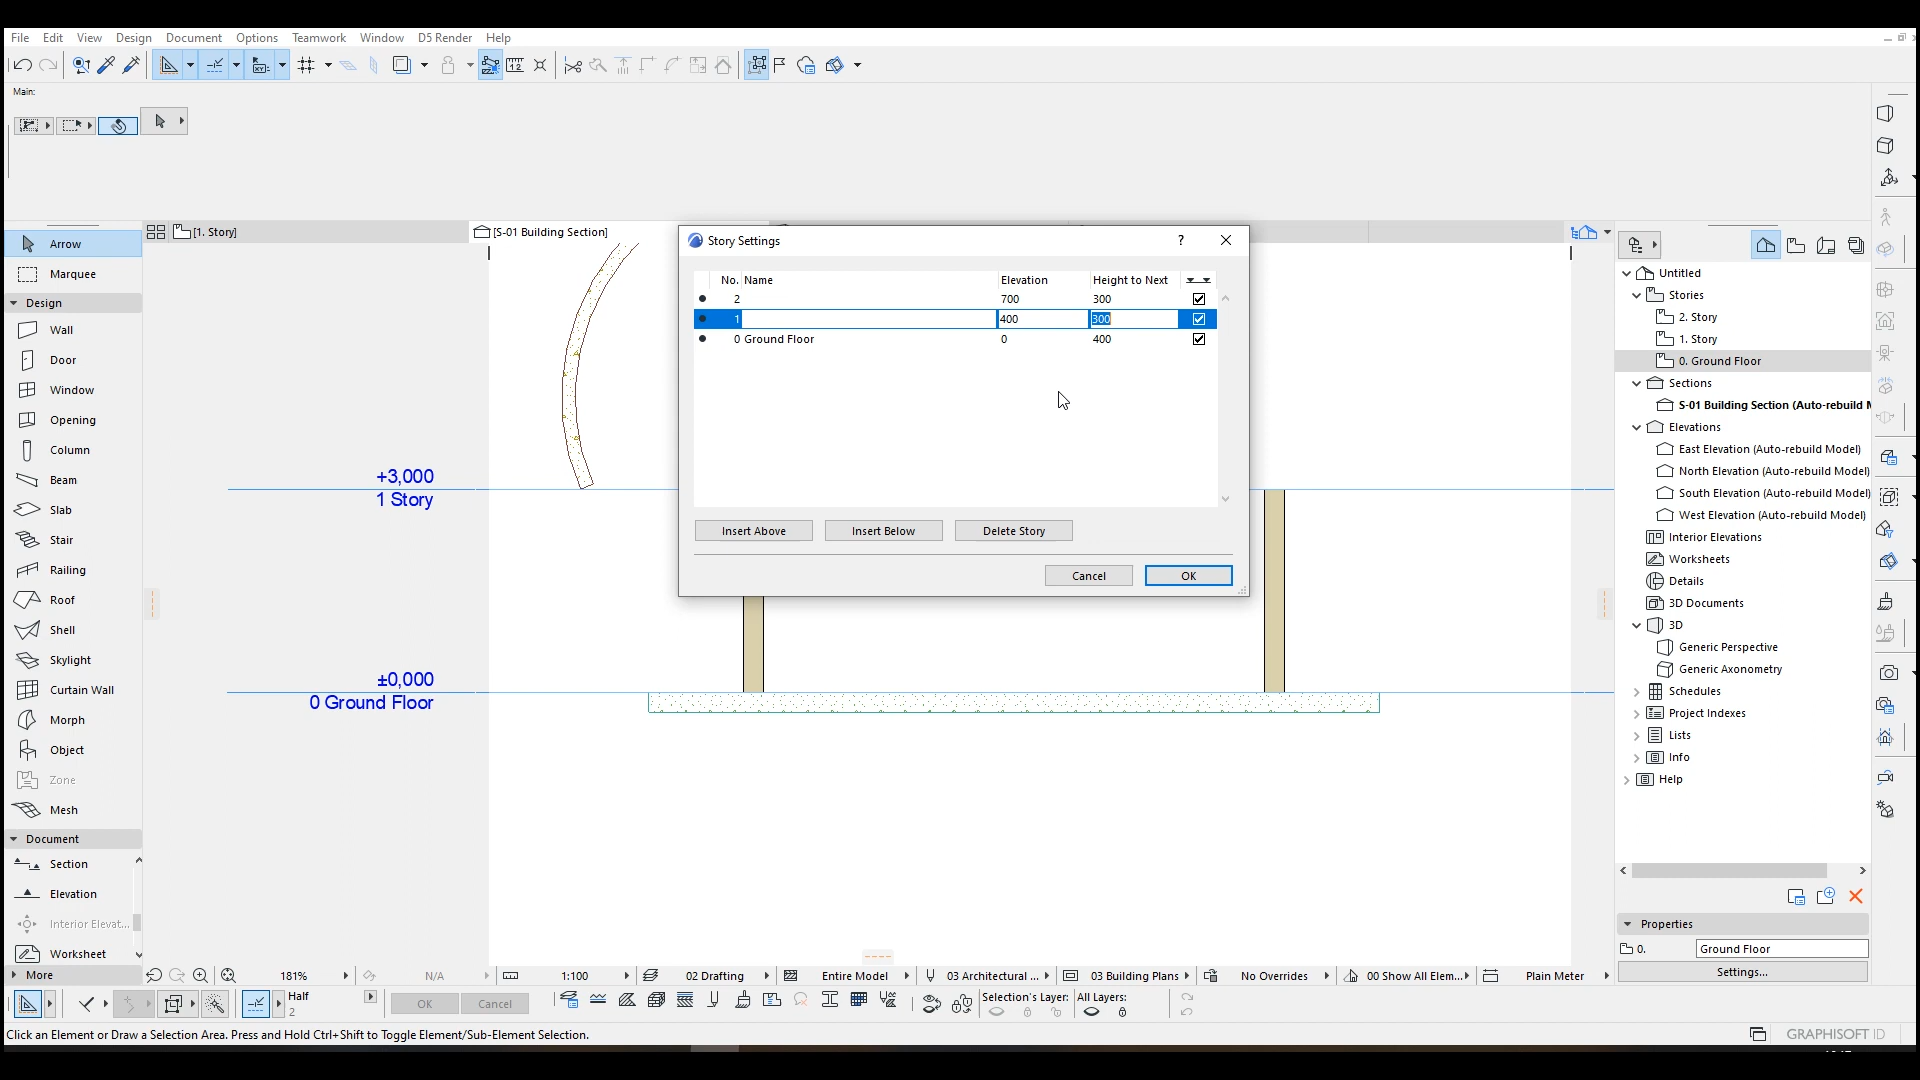 File Edit View Design Document Options Teamwork Window D5 Render Help
Main:
[1. Story]
[S-01 Building Section]
Arrow
Marquee
Design
Wall
Door
Window
Opening
Column
Beam
Slab
Stair
Railing
Roof
Shell
Skylight
Curtain Wall
Morph
Object
Zone
Mesh
Document
Section
Elevation
Interior Elevat...
Worksheet
More
+3,000
1 Story
±0,000
0 Ground Floor
Story Settings
?
No. Name Elevation Height to Next
2 700 300
1 400 300
0 Ground Floor 0 400
Insert Above Insert Below Delete Story
Cancel OK
Untitled
Stories
2. Story
1. Story
0. Ground Floor
Sections
S-01 Building Section (Auto-rebuild M
Elevations
East Elevation (Auto-rebuild Model)
North Elevation (Auto-rebuild Model)
South Elevation (Auto-rebuild Model)
West Elevation (Auto-rebuild Model)
Interior Elevations
Worksheets
Details
3D Documents
3D
Generic Perspective
Generic Axonometry
Schedules
Project Indexes
Lists
Info
Help
Properties
0. Ground Floor
Settings...
181% N/A 1:100 02 Drafting Entire Model 03 Architectural ... 03 Building Plans No Overrides 00 Show All Elem... Plain Meter
Half
2
OK Cancel
Selection's Layer: All Layers:
Click an Element or Draw a Selection Area. Press and Hold Ctrl+Shift to Toggle Element/Sub-Element Selection.
GRAPHISOFT ID